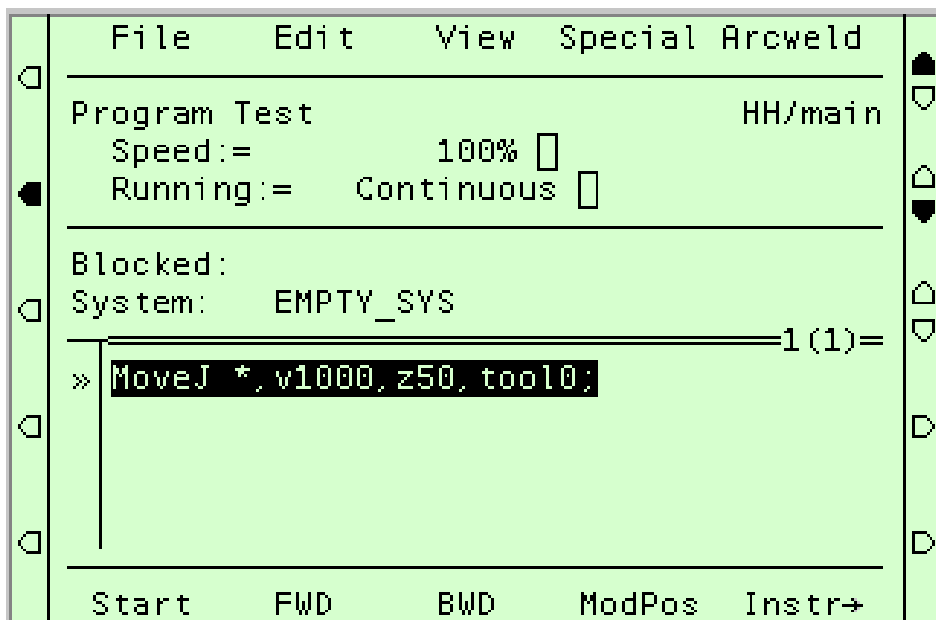 File Edit View Special Arcweld
Program Test HH/main
Speed:= 100%
Running:= Continuous
Blocked:
System: EMPTY_SYS
1(1)
» MoveJ *,v1000,z50,tool0;
Start FWD BWD ModPos Instr→